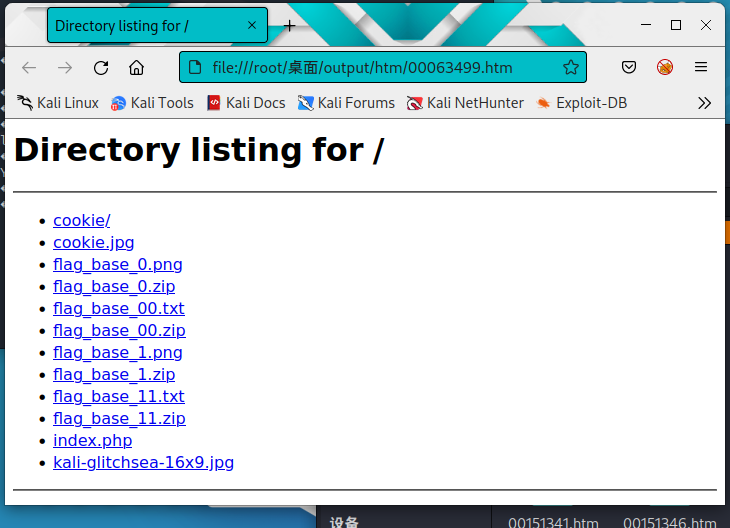 Directory listing for /
file:///root/桌面/output/htm/00063499.htm
Kali Linux Kali Tools Kali Docs Kali Forums Kali NetHunter Exploit-DB
Directory listing for /
cookie/
cookie.jpg
flag_base_0.png
flag_base_0.zip
flag_base_00.txt
flag_base_00.zip
flag_base_1.png
flag_base_1.zip
flag_base_11.txt
flag_base_11.zip
index.php
kali-glitchsea-16x9.jpg
设备 00151341.htm 00151346.htm